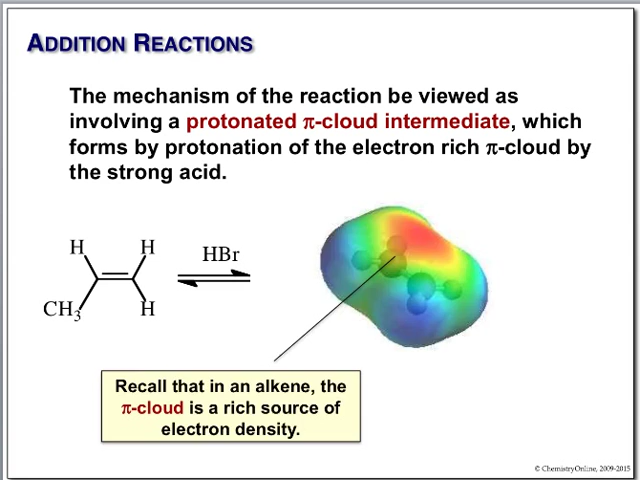 ADDITION REACTIONS
The mechanism of the reaction be viewed as
involving a protonated π-cloud intermediate, which
forms by protonation of the electron rich π-cloud by
the strong acid.
H H
HBr
CH₃ H
Recall that in an alkene, the
π-cloud is a rich source of
electron density.
© ChemistryOnline, 2009-2015